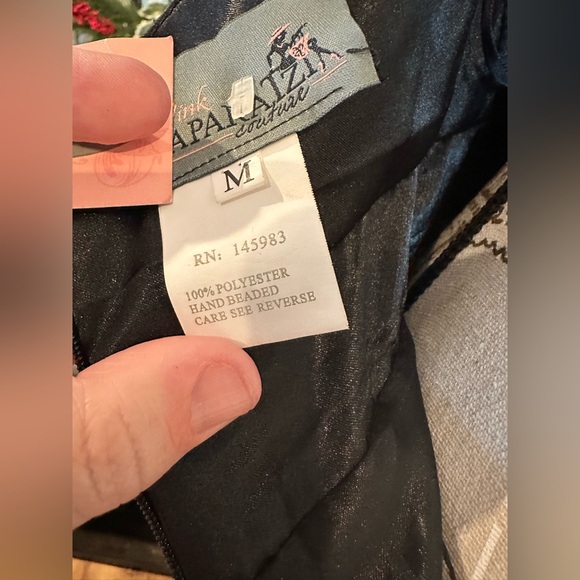 Pink
PAPARAZZI
couture
M
RN: 145983
100% POLYESTER
HAND BEADED
CARE SEE REVERSE